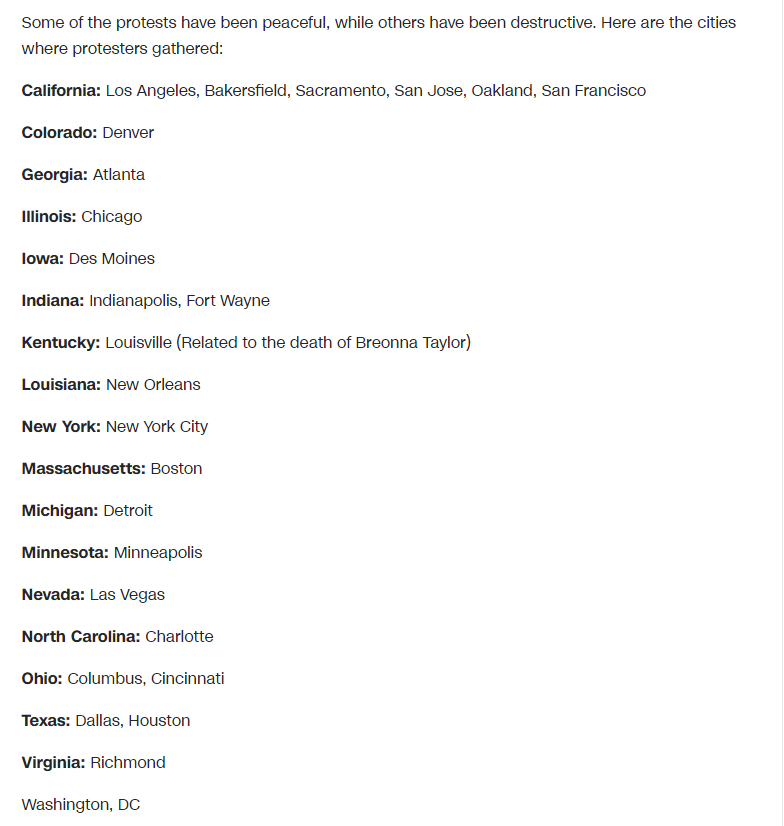 Some of the protests have been peaceful, while others have been destructive. Here are the cities
where protesters gathered:
California: Los Angeles, Bakersfield, Sacramento, San Jose, Oakland, San Francisco
Colorado: Denver
Georgia: Atlanta
Illinois: Chicago
Iowa: Des Moines
Indiana: Indianapolis, Fort Wayne
Kentucky: Louisville (Related to the death of Breonna Taylor)
Louisiana: New Orleans
New York: New York City
Massachusetts: Boston
Michigan: Detroit
Minnesota: Minneapolis
Nevada: Las Vegas
North Carolina: Charlotte
Ohio: Columbus, Cincinnati
Texas: Dallas, Houston
Virginia: Richmond
Washington, DC